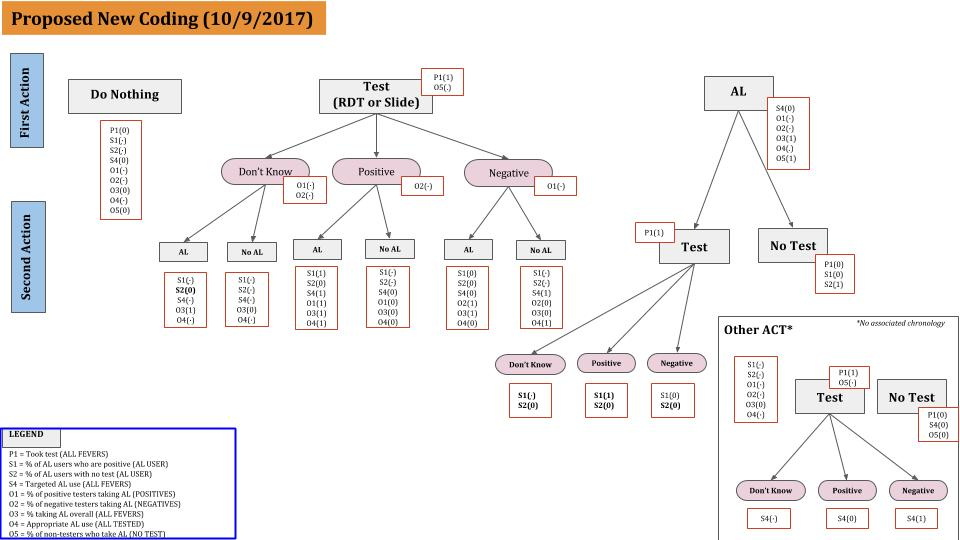 Proposed New Coding (10/9/2017)
First Action
Do Nothing
P1(0)
S1(·)
S2(·)
S4(0)
O1(·)
O2(·)
O3(0)
O4(·)
O5(0)
Test
(RDT or Slide)
P1(1)
O5(.)
Don't Know
O1(·)
O2(·)
Positive
O2(·)
Negative
O1(·)
AL
S4(0)
O1(·)
O2(·)
O3(1)
O4(.)
O5(1)
Second Action
AL
S1(·)
S2(0)
S4(·)
O3(1)
O4(·)
No AL
S1(·)
S2(·)
S4(·)
O3(0)
O4(·)
AL
S1(1)
S2(0)
S4(1)
O1(1)
O3(1)
O4(1)
No AL
S1(·)
S2(·)
S4(0)
O1(0)
O3(0)
O4(0)
AL
S1(0)
S2(0)
S4(0)
O2(1)
O3(1)
O4(0)
No AL
S1(·)
S2(·)
S4(1)
O2(0)
O3(0)
O4(1)
P1(1)
Test
No Test
P1(0)
S1(0)
S2(1)
Don't Know
S1(·)
S2(0)
Positive
S1(1)
S2(0)
Negative
S1(0)
S2(0)
*No associated chronology
Other ACT*
S1(·)
S2(·)
O1(·)
O2(·)
O3(0)
O4(·)
P1(1)
O5(·)
Test
No Test
P1(0)
S4(0)
O5(0)
Don't Know
S4(·)
Positive
S4(0)
Negative
S4(1)
LEGEND
P1 = Took test (ALL FEVERS)
S1 = % of AL users who are positive (AL USER)
S2 = % of AL users with no test (AL USER)
S4 = Targeted AL use (ALL FEVERS)
O1 = % of positive testers taking AL (POSITIVES)
O2 = % of negative testers taking AL (NEGATIVES)
O3 = % taking AL overall (ALL FEVERS)
O4 = Appropriate AL use (ALL TESTED)
O5 = % of non-testers who take AL (NO TEST)